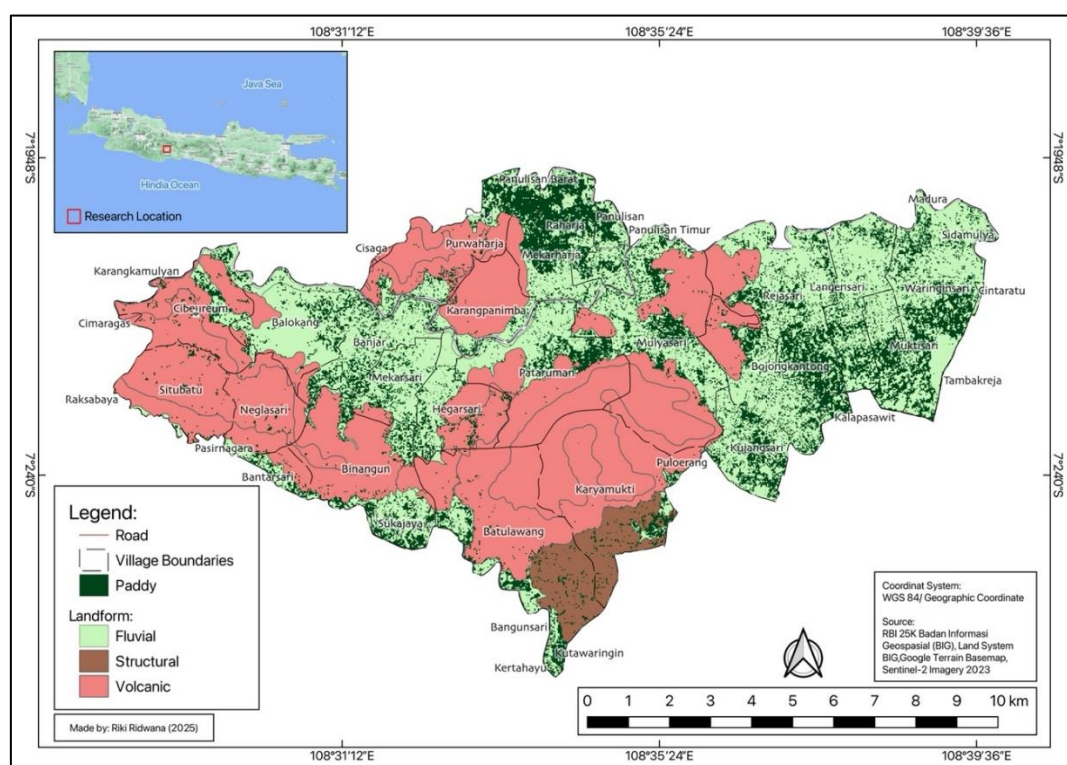 108°31'12"E
108°35'24"E
108°39'36"E
7°19'48"S
7°19'48"S
Java Sea
Hindia Ocean
Research Location
Madura
Panulisan Barat
Raharja
Panulisan
Panulisan Timur
Sidamulya
Cisaga
Purwaharja
Mekarharja
Karangkamulyan
Rejasari
Langensari
Waringinsari
Cintaratu
Cibeureum
Karangpanimba
Cimaragas
Balokang
Banjar
Mulyasari
Muktisari
Mekarsari
Pataruman
Bojongkantong
Tambakreja
Situbatu
Raksabaya
Neglasari
Hegarsari
Kalapasawit
Pasirnagara
Kujangsari
Binangun
Puloerang
Bantarsari
Karyamukti
7°24'0"S
7°24'0"S
Sukajaya
Batulawang
Bangunsari
Kutawaringin
Kertahayu
Legend:
Road
Village Boundaries
Paddy
Landform:
Fluvial
Structural
Volcanic
Made by: Riki Ridwana (2025)
Coordinat System:
WGS 84/ Geographic Coordinate
Source:
RBI 25K Badan Informasi
Geospasial (BIG), Land System
BIG,Google Terrain Basemap,
Sentinel-2 Imagery 2023
0 1 2 3 4 5 6 7 8 9 10 km
108°31'12"E
108°35'24"E
108°39'36"E